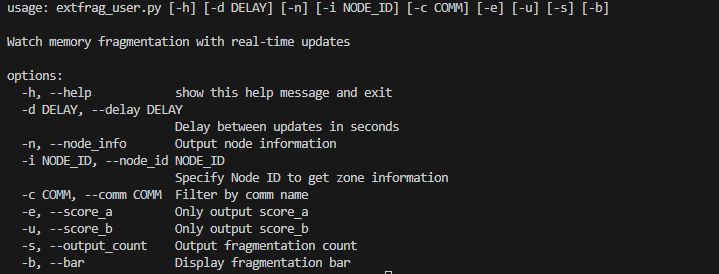 usage: extfrag_user.py [-h] [-d DELAY] [-n] [-i NODE_ID] [-c COMM] [-e] [-u] [-s] [-b]

Watch memory fragmentation with real-time updates

options:
  -h, --help            show this help message and exit
  -d DELAY, --delay DELAY
                        Delay between updates in seconds
  -n, --node_info       Output node information
  -i NODE_ID, --node_id NODE_ID
                        Specify Node ID to get zone information
  -c COMM, --comm COMM  Filter by comm name
  -e, --score_a         Only output score_a
  -u, --score_b         Only output score_b
  -s, --output_count    Output fragmentation count
  -b, --bar             Display fragmentation bar